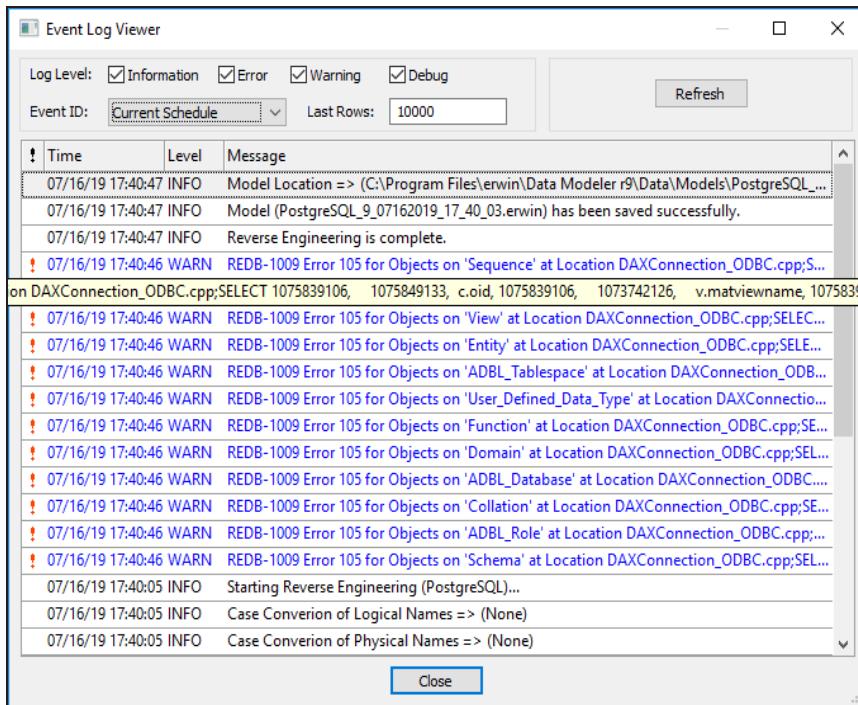 Event Log Viewer
Log Level: Information Error Warning Debug
Refresh
Event ID: Current Schedule Last Rows: 10000
! Time Level Message
07/16/19 17:40:47 INFO Model Location => (C:\Program Files\erwin\Data Modeler r9\Data\Models\PostgreSQL_...
07/16/19 17:40:47 INFO Model (PostgreSQL_9_07162019_17_40_03.erwin) has been saved successfully.
07/16/19 17:40:47 INFO Reverse Engineering is complete.
! 07/16/19 17:40:46 WARN REDB-1009 Error 105 for Objects on 'Sequence' at Location DAXConnection_ODBC.cpp;S...
on DAXConnection_ODBC.cpp;SELECT 1075839106, 1075849133, c.oid, 1075839106, 1073742126, v.matviewname, 107583
! 07/16/19 17:40:46 WARN REDB-1009 Error 105 for Objects on 'View' at Location DAXConnection_ODBC.cpp;SELEC...
! 07/16/19 17:40:46 WARN REDB-1009 Error 105 for Objects on 'Entity' at Location DAXConnection_ODBC.cpp;SELE...
! 07/16/19 17:40:46 WARN REDB-1009 Error 105 for Objects on 'ADBL_Tablespace' at Location DAXConnection_ODB...
! 07/16/19 17:40:46 WARN REDB-1009 Error 105 for Objects on 'User_Defined_Data_Type' at Location DAXConnectio...
! 07/16/19 17:40:46 WARN REDB-1009 Error 105 for Objects on 'Function' at Location DAXConnection_ODBC.cpp;SE...
! 07/16/19 17:40:46 WARN REDB-1009 Error 105 for Objects on 'Domain' at Location DAXConnection_ODBC.cpp;SEL...
! 07/16/19 17:40:46 WARN REDB-1009 Error 105 for Objects on 'ADBL_Database' at Location DAXConnection_ODBC....
! 07/16/19 17:40:46 WARN REDB-1009 Error 105 for Objects on 'Collation' at Location DAXConnection_ODBC.cpp;SE...
! 07/16/19 17:40:46 WARN REDB-1009 Error 105 for Objects on 'ADBL_Role' at Location DAXConnection_ODBC.cpp;...
! 07/16/19 17:40:46 WARN REDB-1009 Error 105 for Objects on 'Schema' at Location DAXConnection_ODBC.cpp;SEL...
07/16/19 17:40:05 INFO Starting Reverse Engineering (PostgreSQL)...
07/16/19 17:40:05 INFO Case Converion of Logical Names => (None)
07/16/19 17:40:05 INFO Case Converion of Physical Names => (None)
Close